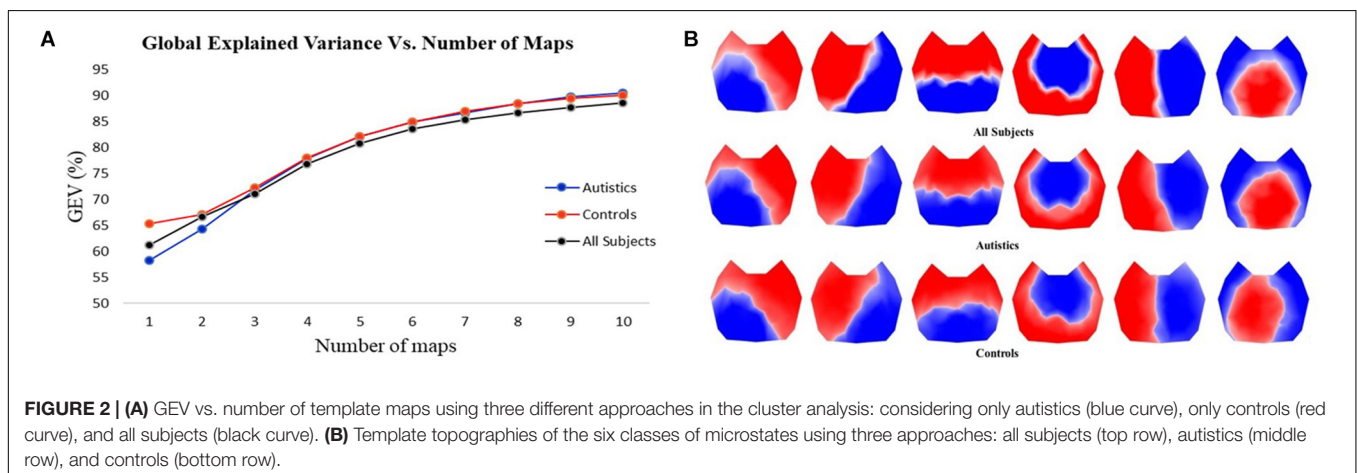 A
Global Explained Variance Vs. Number of Maps
95
90
85
80
75
70
65
60
55
50
GEV (%)
Autistics
Controls
All Subjects
1 2 3 4 5 6 7 8 9 10
Number of maps
B
All Subjects
Autistics
Controls
FIGURE 2 | (A) GEV vs. number of template maps using three different approaches in the cluster analysis: considering only autistics (blue curve), only controls (red
curve), and all subjects (black curve). (B) Template topographies of the six classes of microstates using three approaches: all subjects (top row), autistics (middle
row), and controls (bottom row).